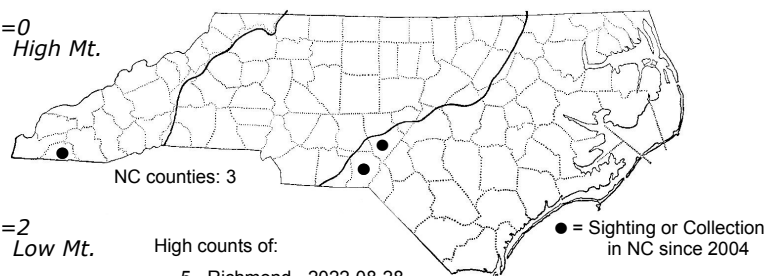 =0
High Mt.
NC counties: 3
● = Sighting or Collection
in NC since 2004
=2
Low Mt.
High counts of:
5 - Richmond - 2022-08-28